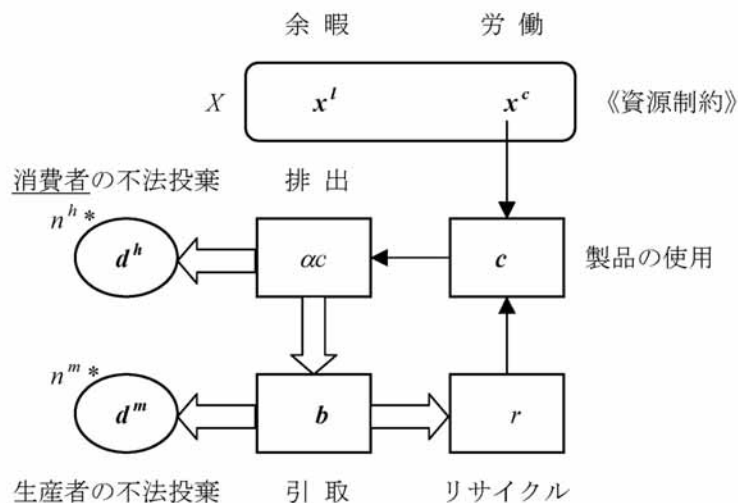 余 暇 労 働
X x^l x^c 《資源制約》
消費者の不法投棄 排 出
n^h * d^h αc c 製品の使用
n^m * d^m b r
生産者の不法投棄 引 取 リサイクル